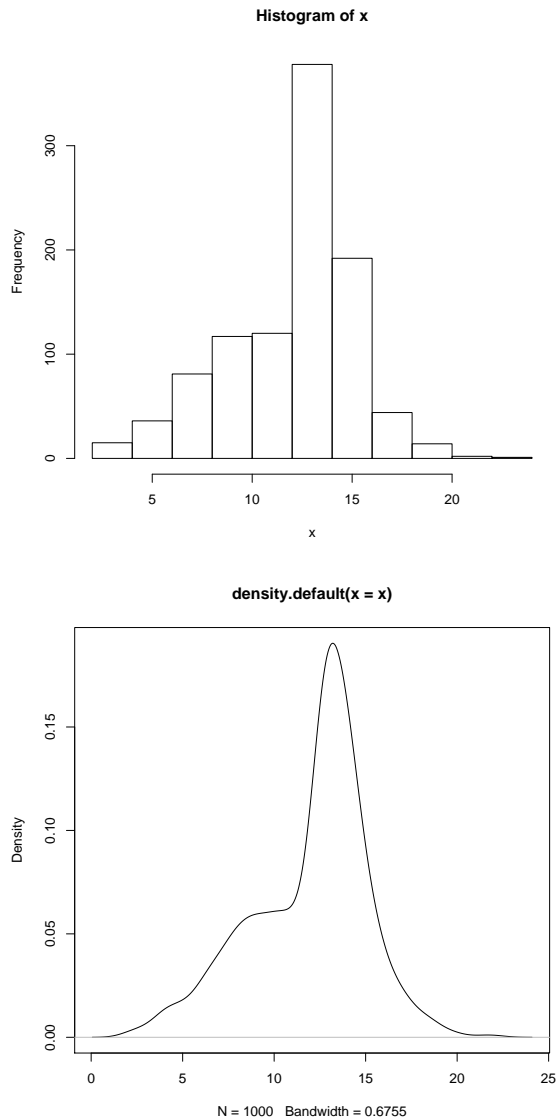 Histogram of x
Frequency
0 100 200 300
5 10 15 20
x
density.default(x = x)
Density
0.00 0.05 0.10 0.15
0 5 10 15 20 25
N = 1000 Bandwidth = 0.6755